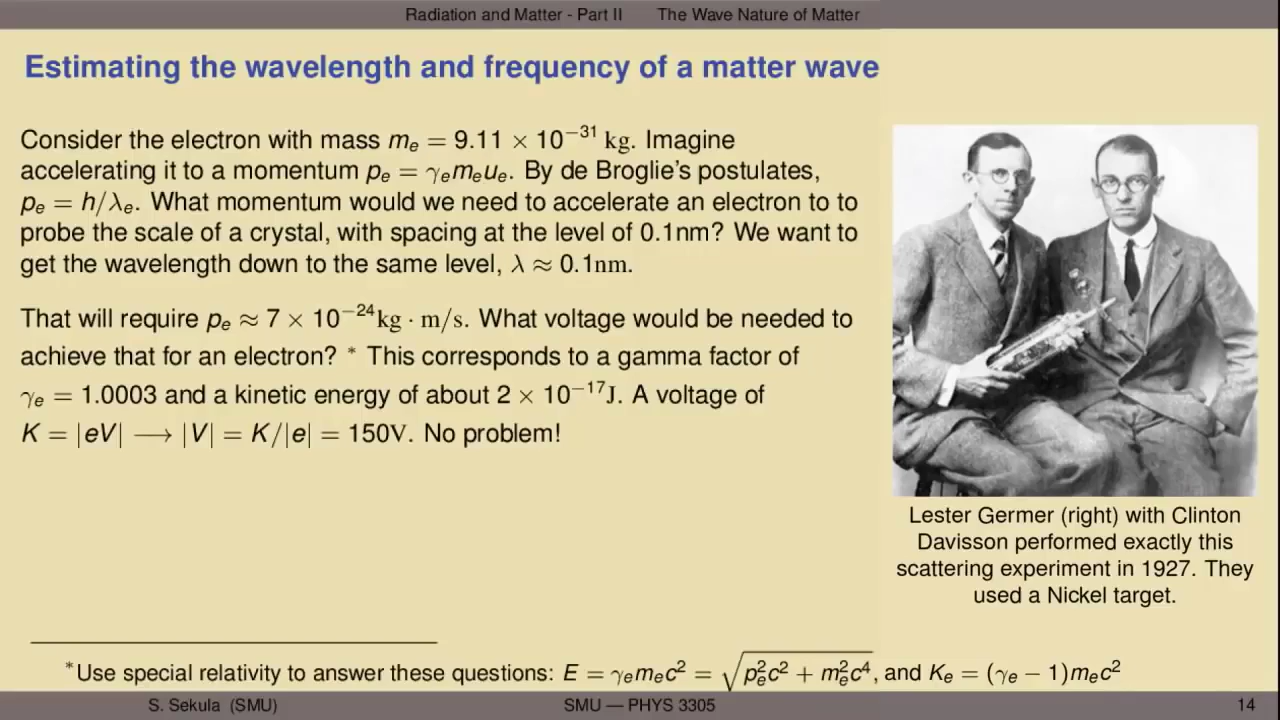 Radiation and Matter - Part II The Wave Nature of Matter
Estimating the wavelength and frequency of a matter wave
Consider the electron with mass mₑ = 9.11 × 10⁻³¹ kg. Imagine
accelerating it to a momentum pₑ = γₑmₑuₑ. By de Broglie's postulates,
pₑ = h/λₑ. What momentum would we need to accelerate an electron to to
probe the scale of a crystal, with spacing at the level of 0.1nm? We want to
get the wavelength down to the same level, λ ≈ 0.1nm.
That will require pₑ ≈ 7 × 10⁻²⁴kg · m/s. What voltage would be needed to
achieve that for an electron? * This corresponds to a gamma factor of
γₑ = 1.0003 and a kinetic energy of about 2 × 10⁻¹⁷J. A voltage of
K = |eV| ⟶ |V| = K/|e| = 150V. No problem!
Lester Germer (right) with Clinton
Davisson performed exactly this
scattering experiment in 1927. They
used a Nickel target.
*Use special relativity to answer these questions: E = γₑmₑc² = √(pₑ²c² + mₑ²c⁴), and Kₑ = (γₑ − 1)mₑc²
S. Sekula (SMU) SMU — PHYS 3305 14